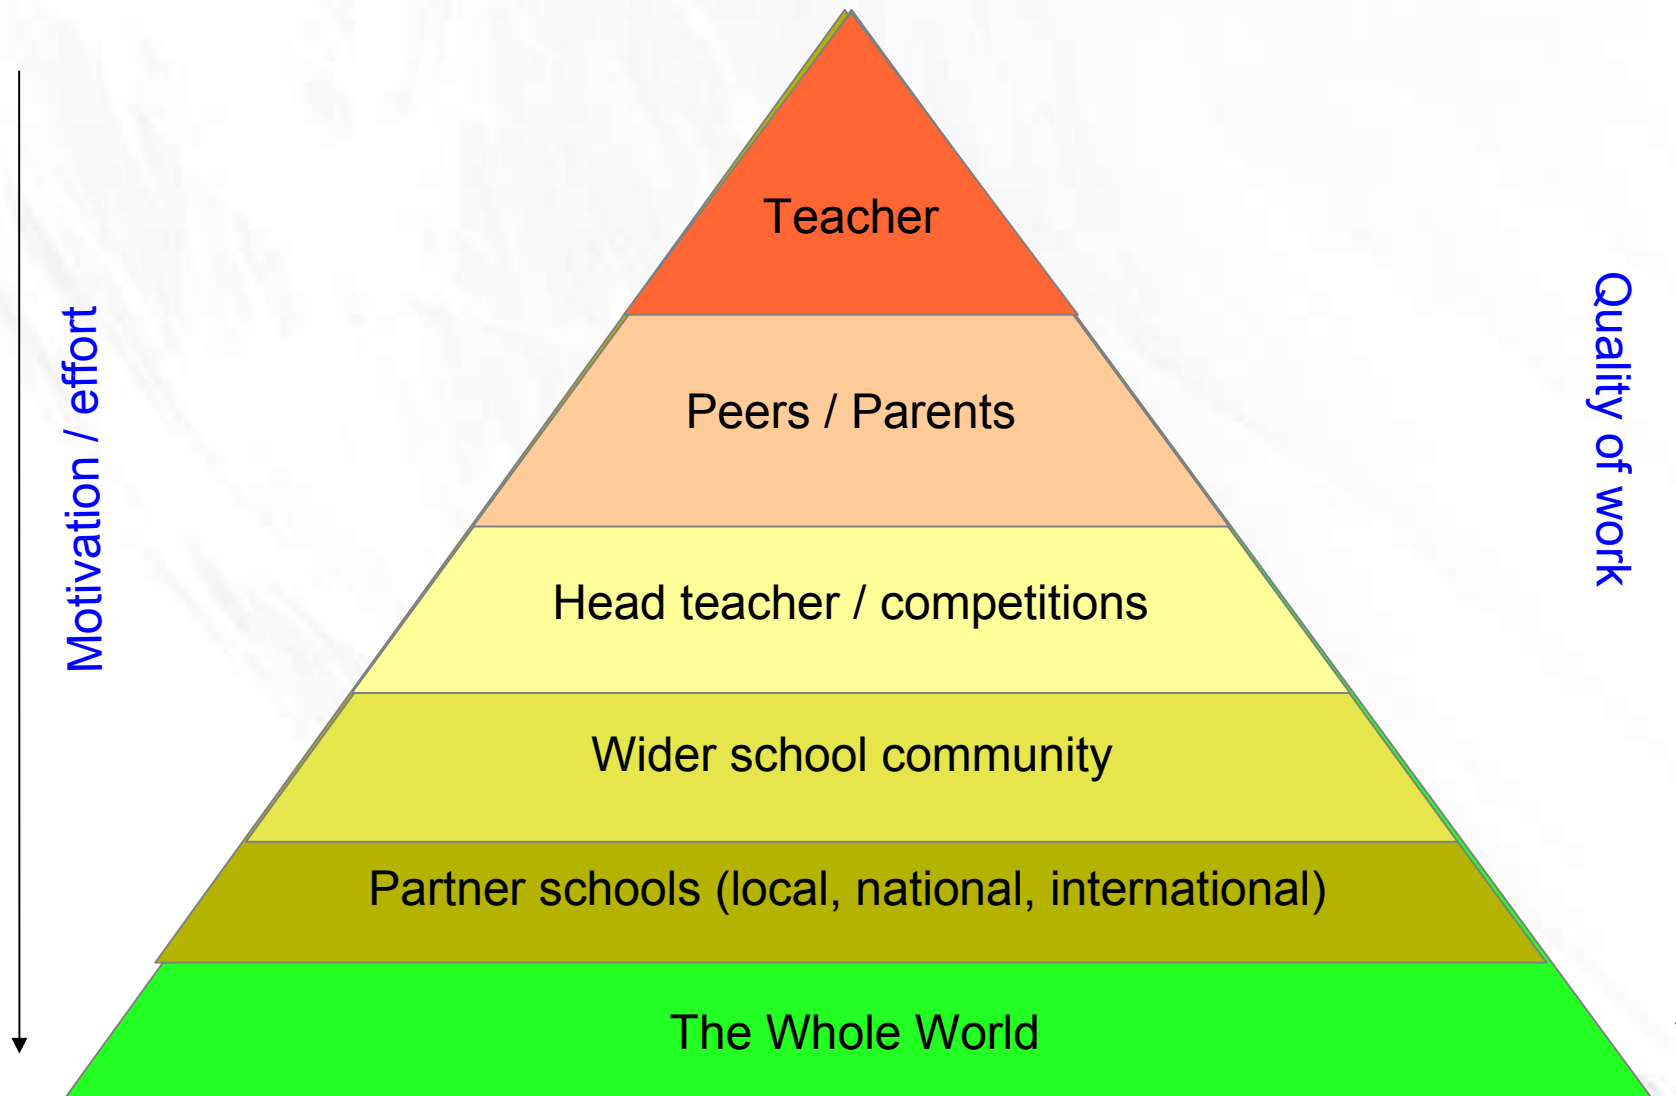 Teacher
Peers / Parents
Head teacher / competitions
Wider school community
Partner schools (local, national, international)
The Whole World
Motivation / effort
Quality of work